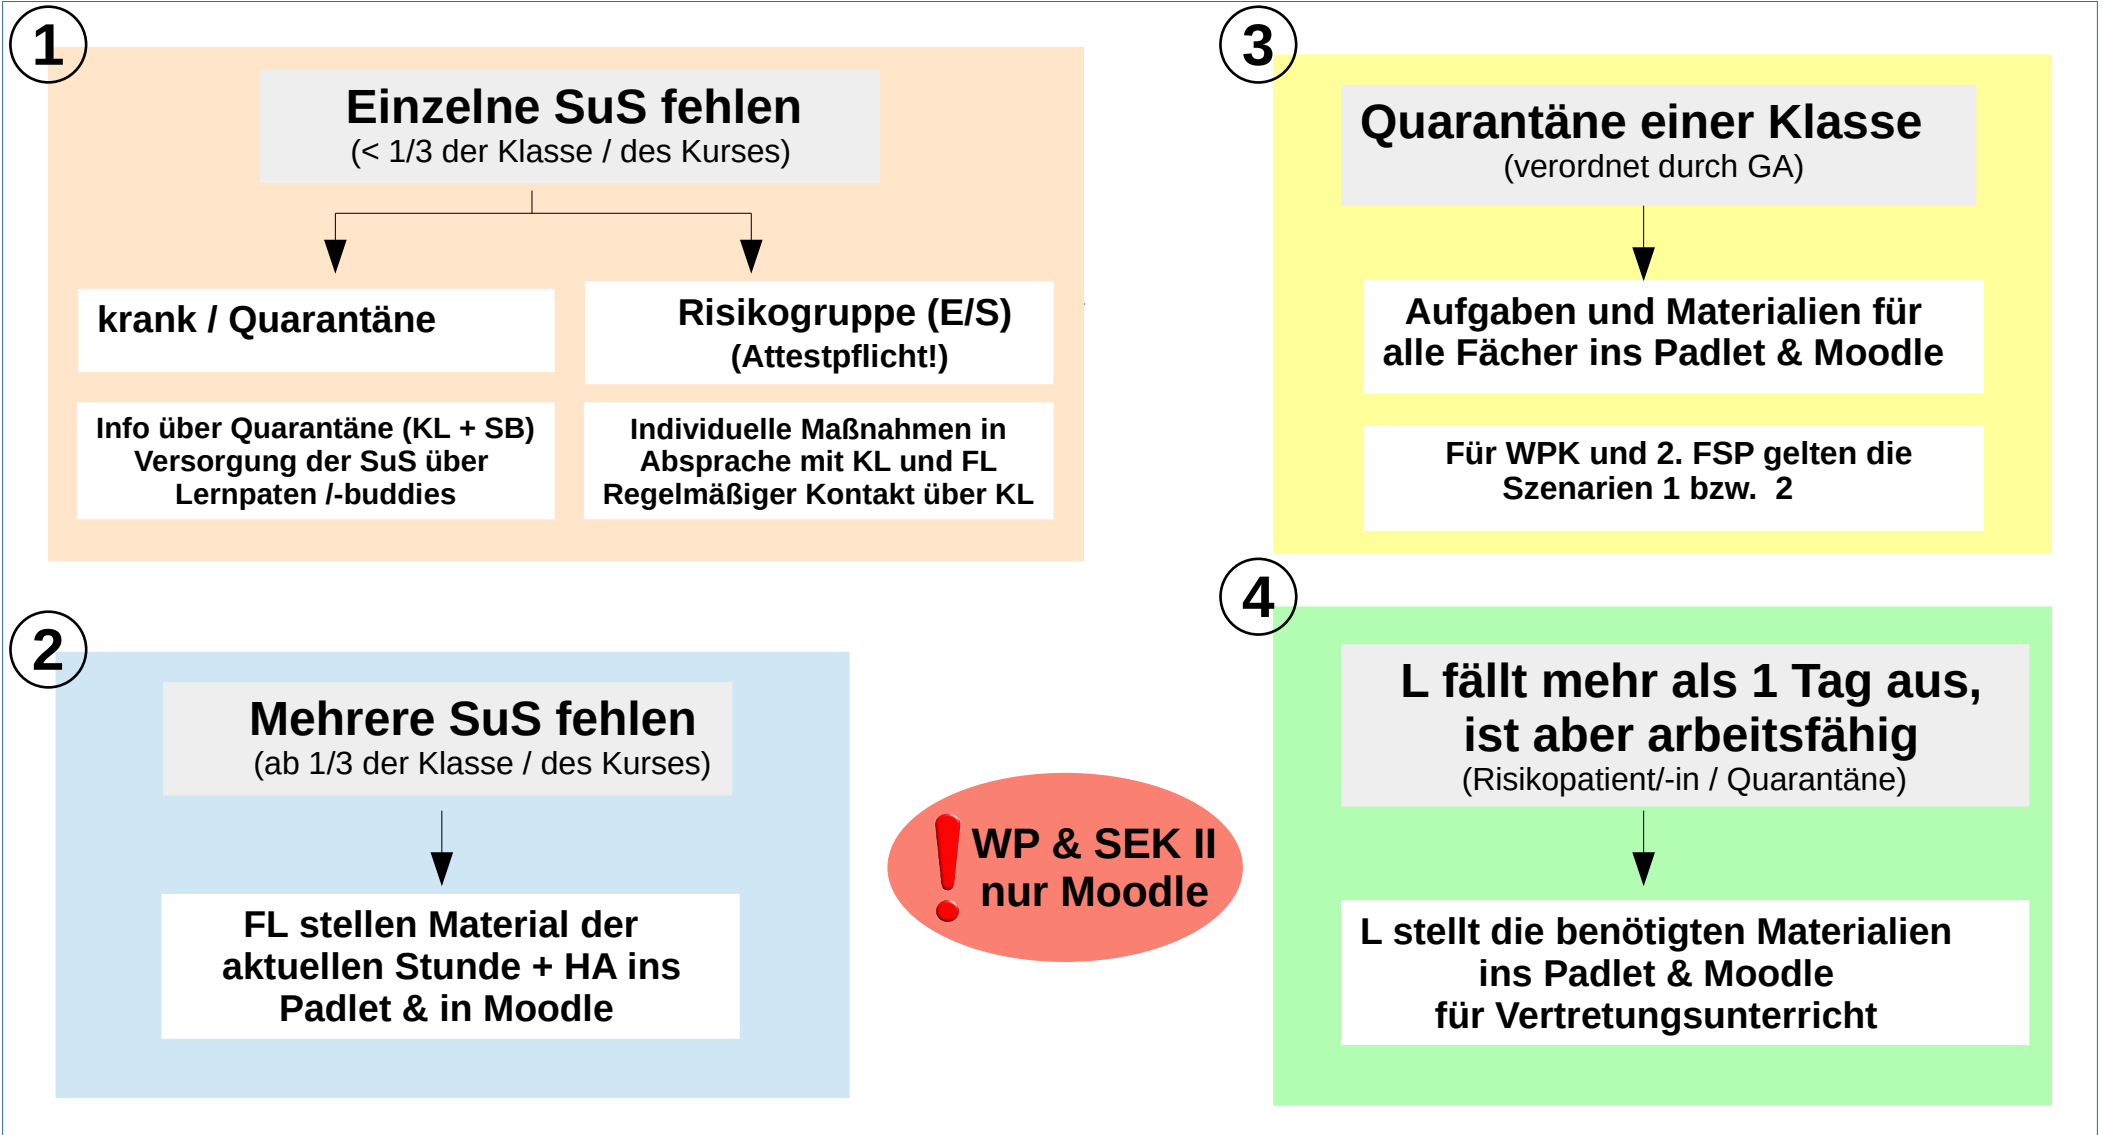 1
Einzelne SuS fehlen
(< 1/3 der Klasse / des Kurses)
krank / Quarantäne
Info über Quarantäne (KL + SB)
Versorgung der SuS über
Lernpaten /-buddies
Risikogruppe (E/S)
(Attestpflicht!)
Individuelle Maßnahmen in
Absprache mit KL und FL
Regelmäßiger Kontakt über KL
2
Mehrere SuS fehlen
(ab 1/3 der Klasse / des Kurses)
FL stellen Material der
aktuellen Stunde + HA ins
Padlet & in Moodle
WP & SEK II
nur Moodle
3
Quarantäne einer Klasse
(verordnet durch GA)
Aufgaben und Materialien für
alle Fächer ins Padlet & Moodle
Für WPK und 2. FSP gelten die
Szenarien 1 bzw. 2
4
L fällt mehr als 1 Tag aus,
ist aber arbeitsfähig
(Risikopatient/-in / Quarantäne)
L stellt die benötigten Materialien
ins Padlet & Moodle
für Vertretungsunterricht